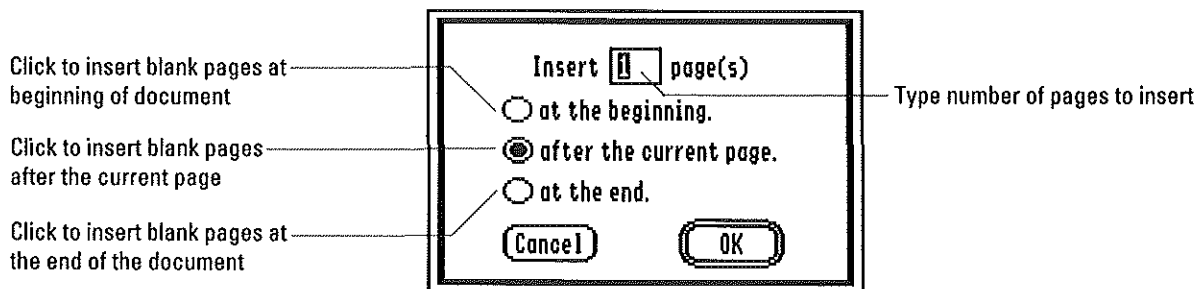 Click to insert blank pages at
beginning of document
Click to insert blank pages
after the current page
Click to insert blank pages at
the end of the document
Insert 1 page(s)
at the beginning.
after the current page.
at the end.
Cancel OK
Type number of pages to insert